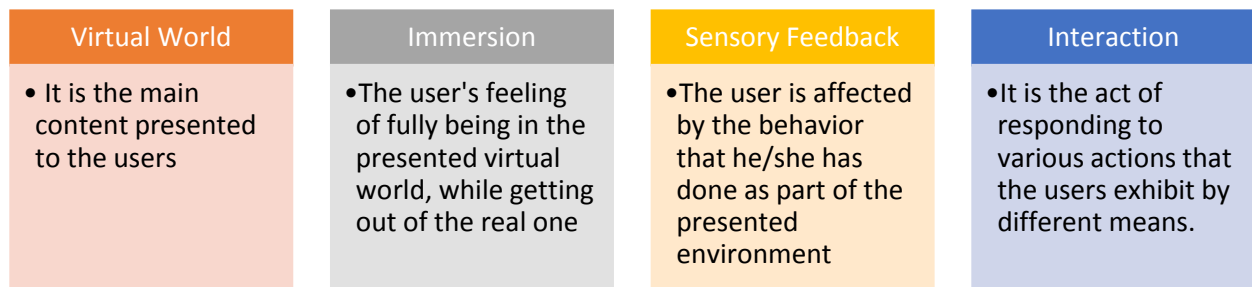 Virtual World
• It is the main
content presented
to the users
Immersion
•The user's feeling
of fully being in the
presented virtual
world, while getting
out of the real one
Sensory Feedback
•The user is affected
by the behavior
that he/she has
done as part of the
presented
environment
Interaction
•It is the act of
responding to
various actions that
the users exhibit by
different means.